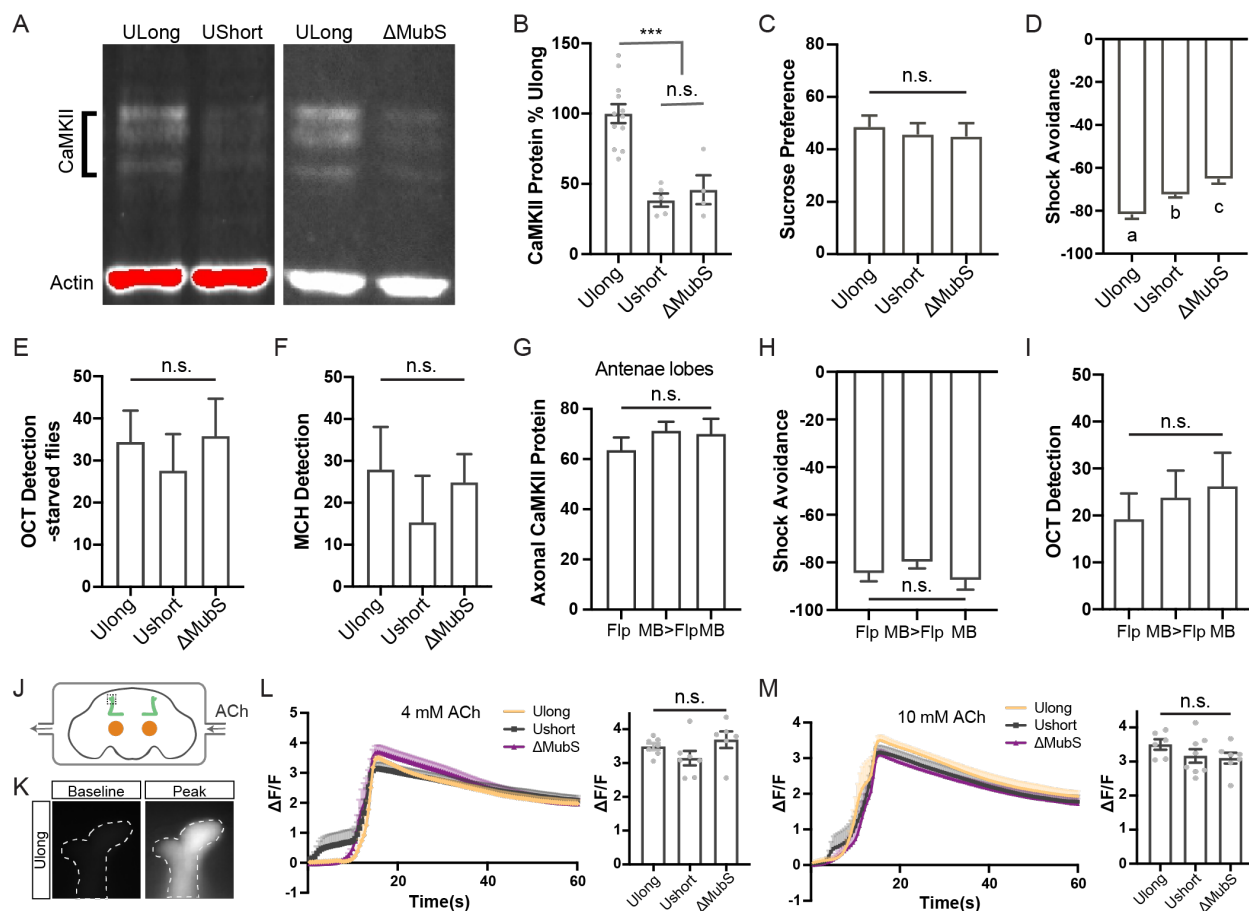 A
ULong UShort ULong ΔMubS
CaMKII
Actin
B
CaMKII Protein % Ulong
150
100
50
0
***
n.s.
Ulong
Ushort
ΔMubS
C
Sucrose Preference
80
60
40
20
0
n.s.
Ulong
Ushort
ΔMubS
D
Shock Avoidance
0
-20
-40
-60
-80
-100
a
b
c
Ulong
Ushort
ΔMubS
E
OCT Detection
-starved flies
50
40
30
20
10
0
n.s.
Ulong
Ushort
ΔMubS
F
MCH Detection
50
40
30
20
10
0
n.s.
Ulong
Ushort
ΔMubS
G
Antenae lobes
Axonal CaMKII Protein
80
60
40
20
0
n.s.
Flp MB>Flp MB
H
Shock Avoidance
0
-20
-40
-60
-80
-100
n.s.
Flp MB>Flp MB
I
OCT Detection
50
40
30
20
10
0
n.s.
Flp MB>Flp MB
J
ACh
K
Baseline Peak
Ulong
L
4 mM ACh
Ulong
Ushort
ΔMubS
ΔF/F
5
4
3
2
1
0
-1
20 40 60
Time(s)
n.s.
ΔF/F
5
4
3
2
1
0
Ulong
Ushort
ΔMubS
M
10 mM ACh
Ulong
Ushort
ΔMubS
ΔF/F
4
3
2
1
0
-1
20 40 60
Time(s)
n.s.
ΔF/F
5
4
3
2
1
0
Ulong
Ushort
ΔMubS